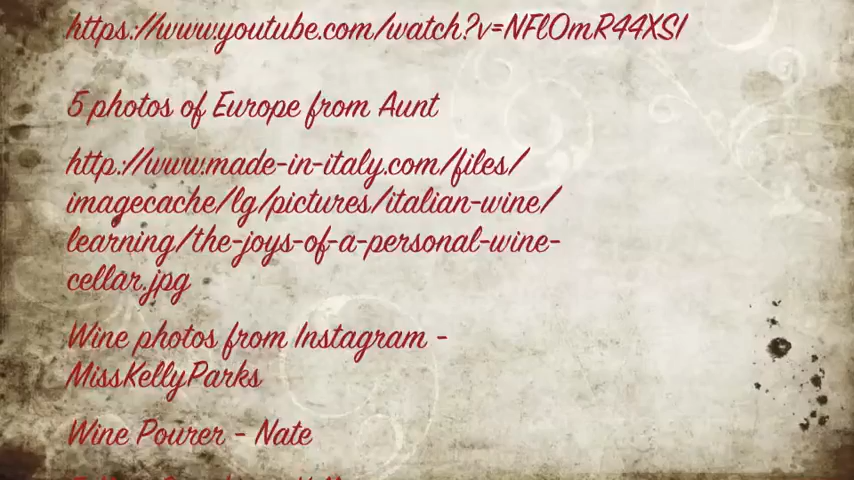 https://www.youtube.com/watch?v=NFlOmR44XSI
5 photos of Europe from Aunt
http://www.made-in-italy.com/files/
imagecache/lg/pictures/italian-wine/
learning/the-joys-of-a-personal-wine-
cellar.jpg
Wine photos from Instagram -
MissKellyParks
Wine Pourer - Nate